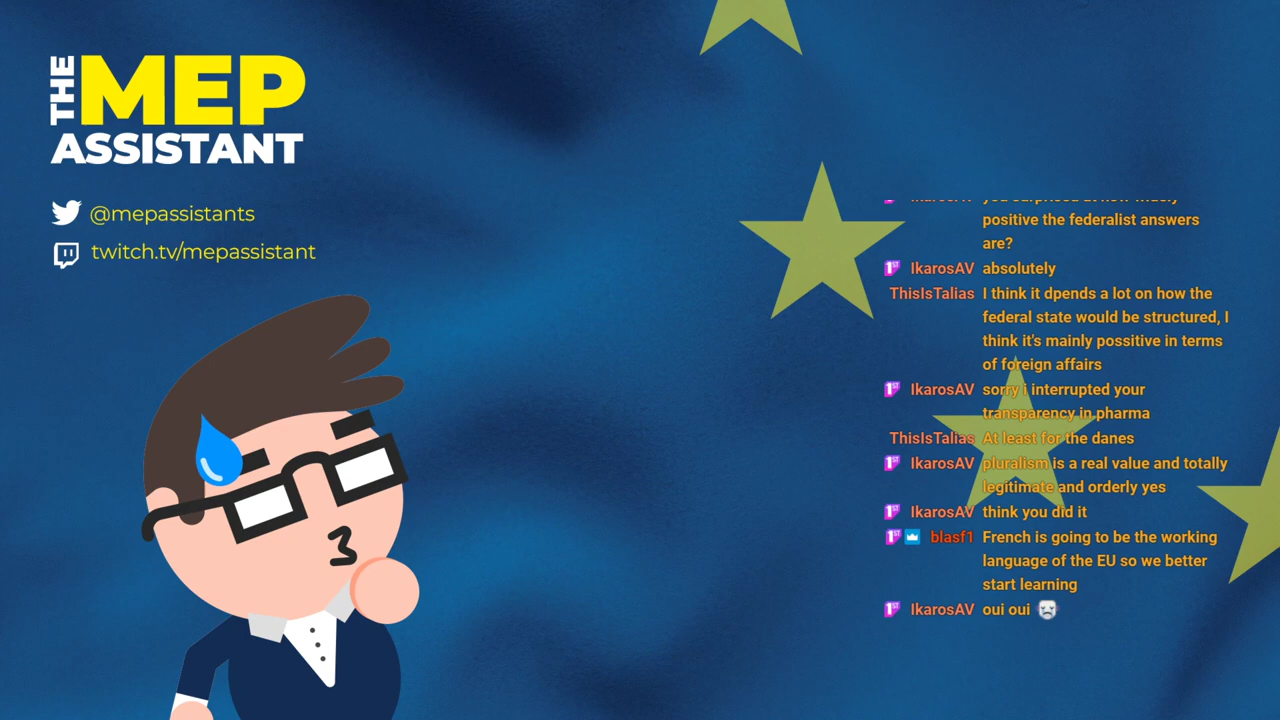 THE
MEP
ASSISTANT
@mepassistants
twitch.tv/mepassistant
positive the federalist answers
are?
IkarosAV absolutely
ThisIsTalias I think it dpends a lot on how the
federal state would be structured, I
think it's mainly possitive in terms
of foreign affairs
IkarosAV sorry i interrupted your
transparency in pharma
ThisIsTalias At least for the danes
IkarosAV pluralism is a real value and totally
legitimate and orderly yes
IkarosAV think you did it
blasf1 French is going to be the working
language of the EU so we better
start learning
IkarosAV oui oui